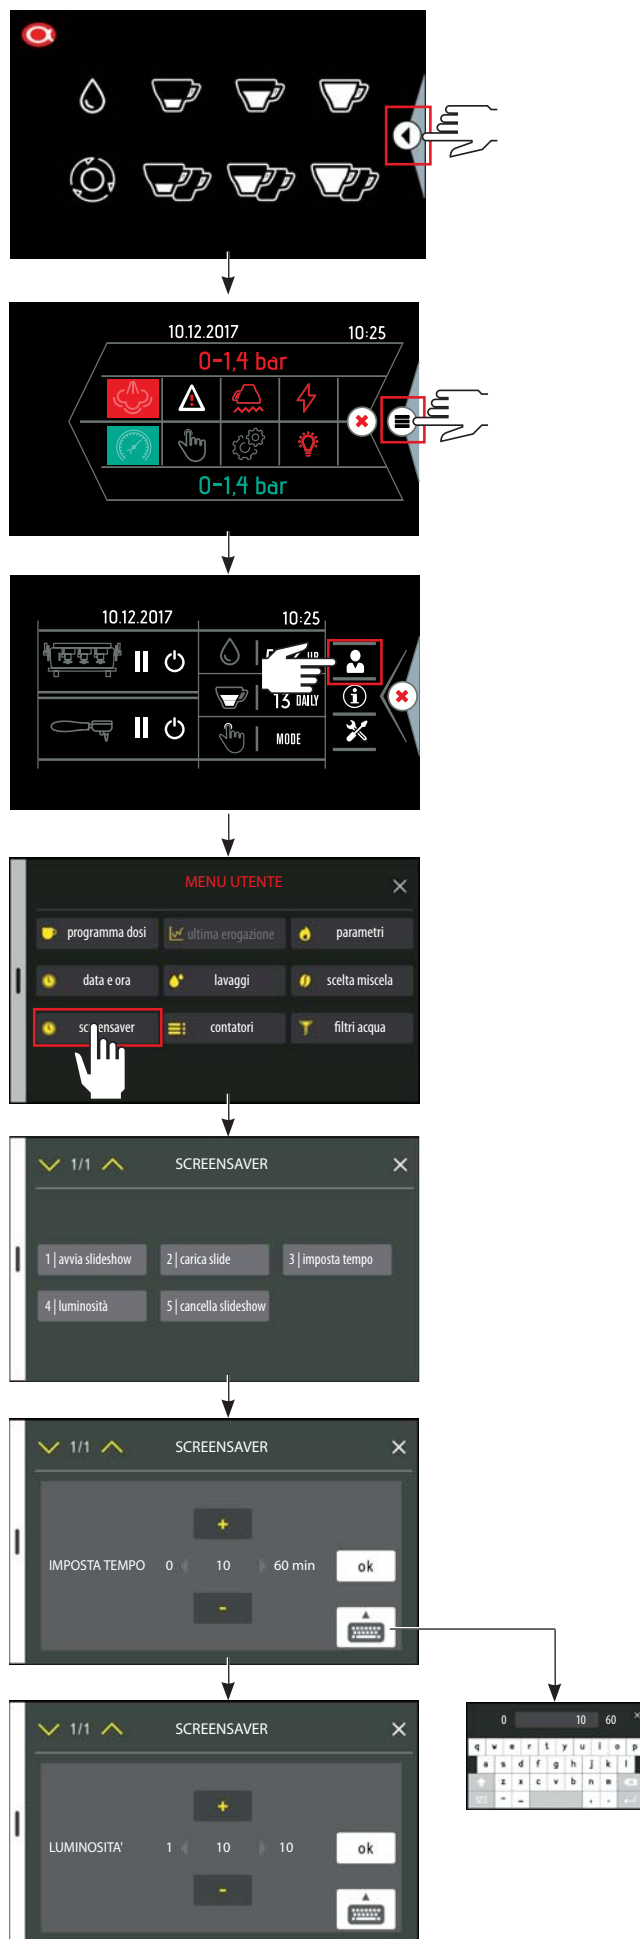 10.12.2017 10:25
0-1,4 bar
0-1,4 bar
10.12.2017 10:25
13 DAILY
MODE
MENU UTENTE
programma dosi ultima erogazione parametri
data e ora lavaggi scelta miscela
screensaver contatori filtri acqua
1/1 SCREENSAVER
1 | avvia slideshow 2 | carica slide 3 | imposta tempo
4 | luminosità 5 | cancella slideshow
1/1 SCREENSAVER
+
IMPOSTA TEMPO 0 10 60 min ok
-
1/1 SCREENSAVER
+
LUMINOSITA' 1 10 10 ok
-
0 10 60
q w e r t y u i o p
a s d f g h j k l
z x c v b n m